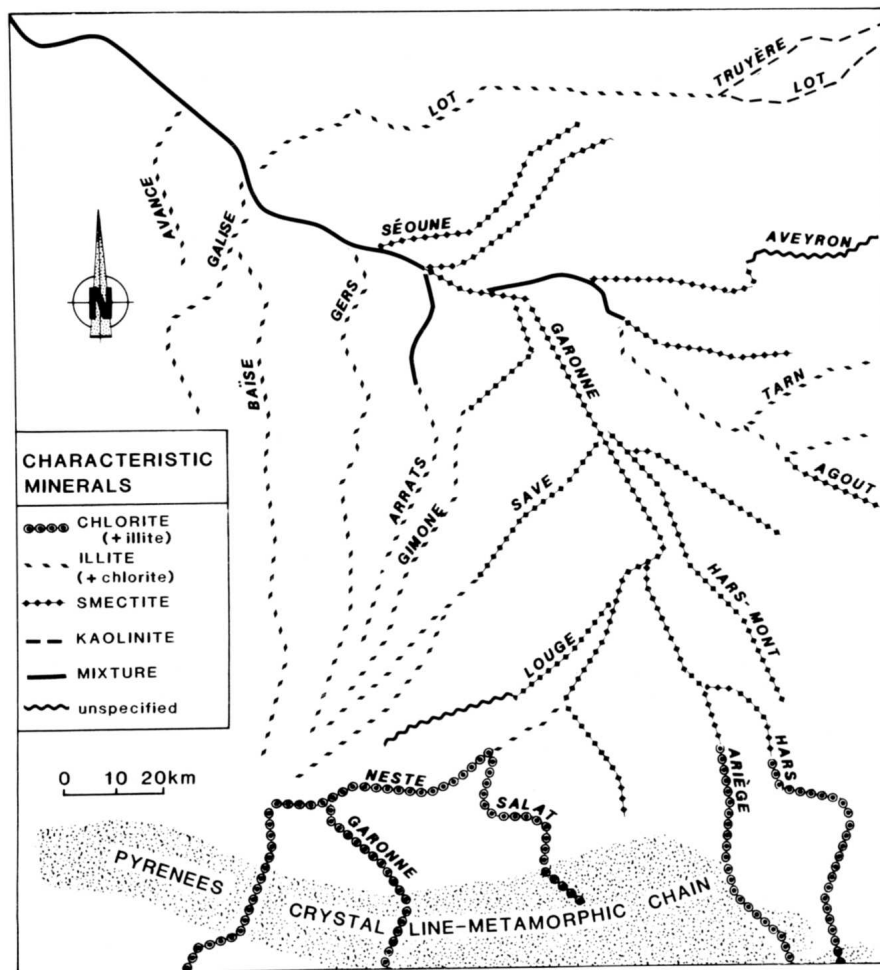 TRUYÈRE
LOT
LOT
AVANCE
GALISE
SÉOUNE
AVEYRON
GERS
N
GARONNE
BAÏSE
TARN
AGOUT
ARRATS
GIMONE
SAVE
HARS-MONT
LOUGE
CHARACTERISTIC
MINERALS
CHLORITE
(+ illite)
ILLITE
(+ chlorite)
SMECTITE
KAOLINITE
MIXTURE
unspecified
0 10 20km
NESTE
SALAT
GARONNE
ARIÈGE
HARS
PYRENEES
CRYSTAL LINE-METAMORPHIC CHAIN